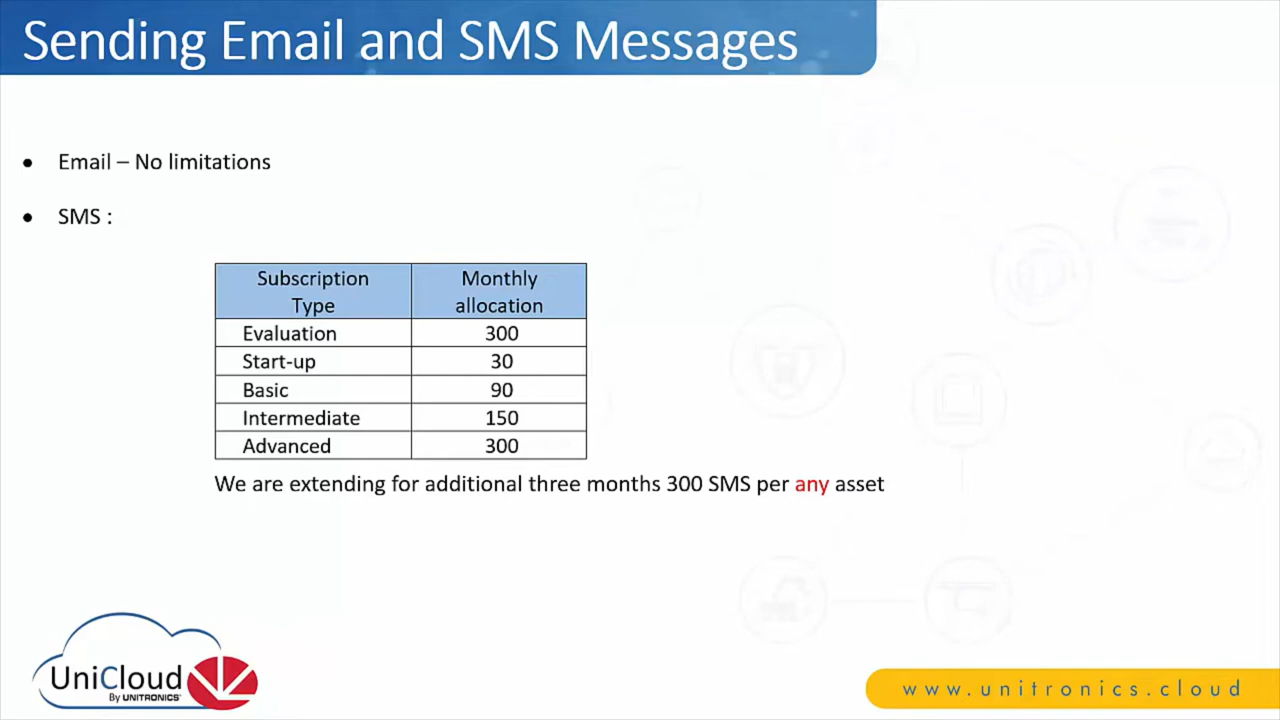 Sending Email and SMS Messages
• Email – No limitations
• SMS :
Subscription Type Monthly allocation
Evaluation 300
Start-up 30
Basic 90
Intermediate 150
Advanced 300
We are extending for additional three months 300 SMS per any asset
UniCloud
By UNITRONICS
www.unitronics.cloud